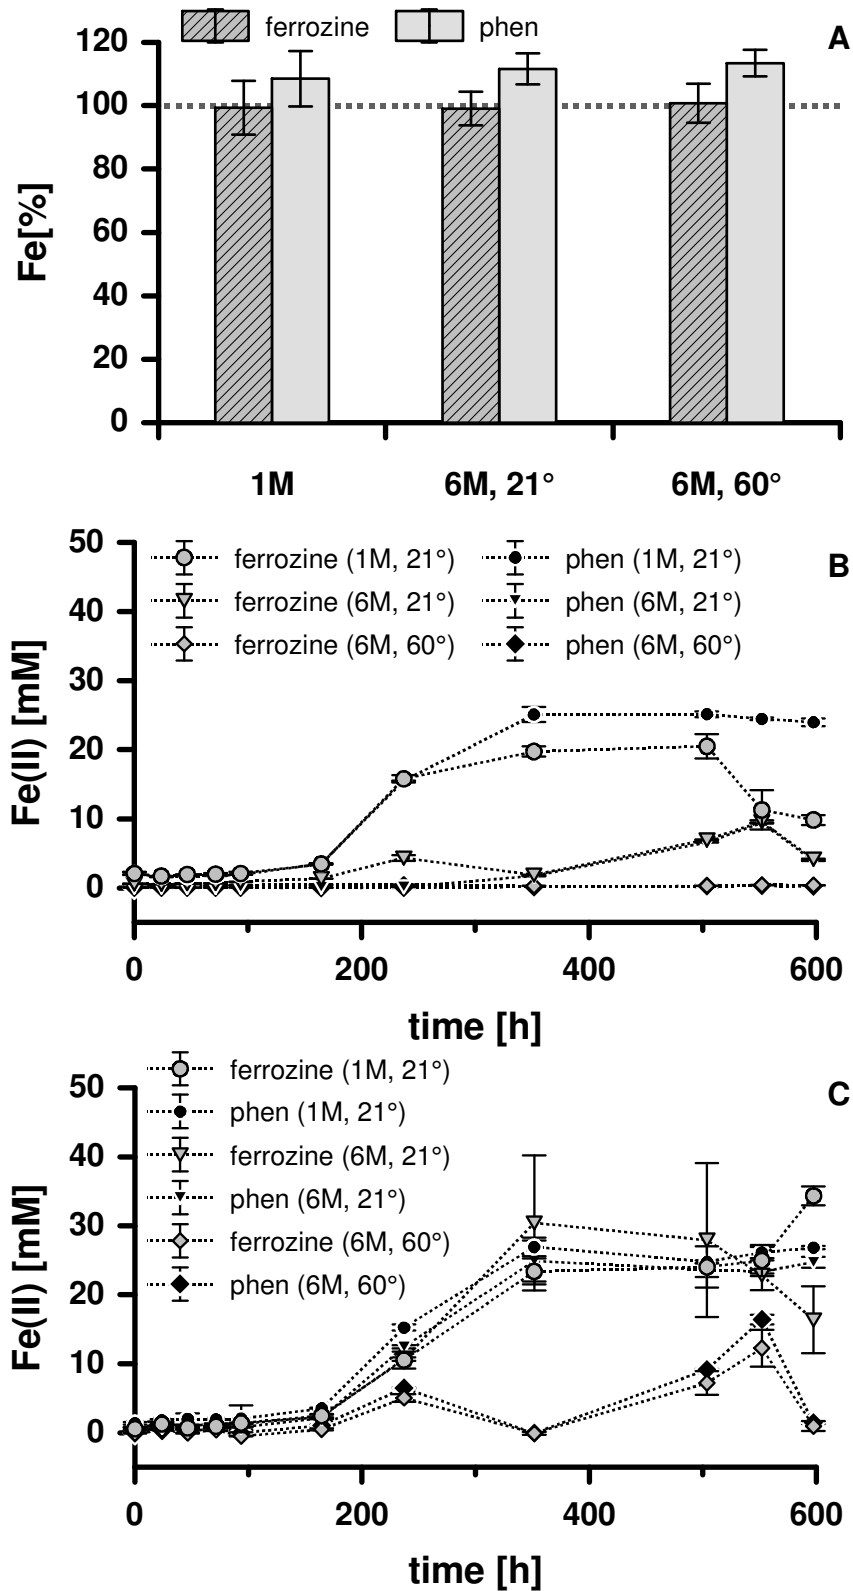 ferrozine phen
A
120
100
80
60
40
20
0
Fe[%]
1M 6M, 21° 6M, 60°
B
ferrozine (1M, 21°) phen (1M, 21°)
ferrozine (6M, 21°) phen (6M, 21°)
ferrozine (6M, 60°) phen (6M, 60°)
50
40
30
20
10
0
Fe(II) [mM]
0 200 400 600
time [h]
C
ferrozine (1M, 21°)
phen (1M, 21°)
ferrozine (6M, 21°)
phen (6M, 21°)
ferrozine (6M, 60°)
phen (6M, 60°)
50
40
30
20
10
0
Fe(II) [mM]
0 200 400 600
time [h]